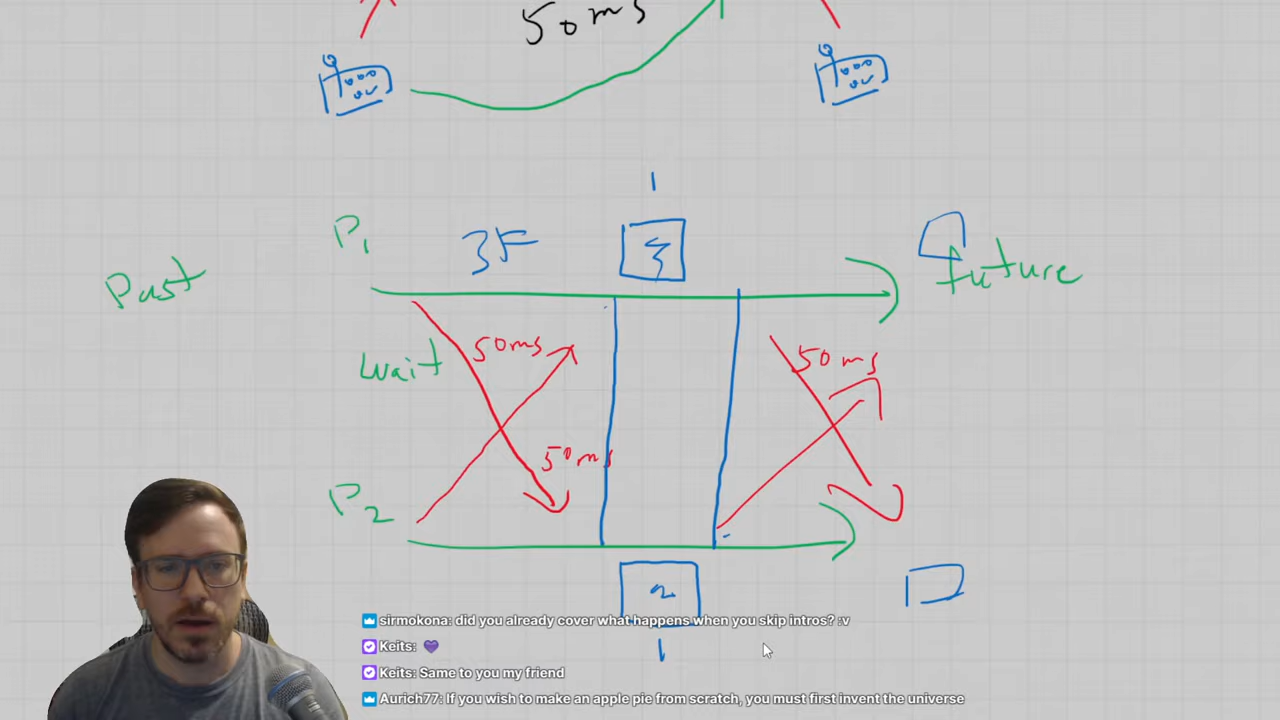 50ms
1
P1
3F
future
Past
50ms
50ms
wait
50ms
P2
1
sirmokona: did you already cover what happens when you skip intros? :v
Keits: 💜
Keits: Same to you my friend
Aurich77: If you wish to make an apple pie from scratch, you must first invent the universe